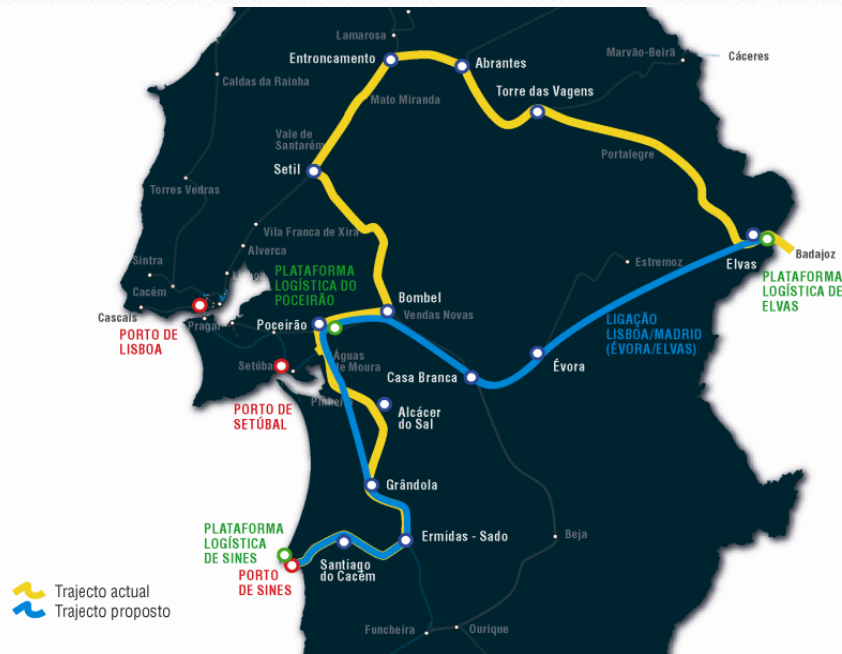 Lamarosa
Entroncamento
Abrantes
Marvão-Beirã
Cáceres
Caldas da Rainha
Mato Miranda
Torre das Vagens
Vale de
Santarém
Setil
Portalegre
Torres Vedras
Vila Franca de Xira
Alverca
Sintra
Cacém
Cascais
PORTO DE
LISBOA
Pragal
PLATAFORMA
LOGÍSTICA DO
POCEIRÃO
Bombel
Vendas Novas
Estremoz
Elvas
Badajoz
PLATAFORMA
LOGÍSTICA DE
ELVAS
Poceirão
LIGAÇÃO
LISBOA/MADRID
(ÉVORA/ELVAS)
Águas
de Moura
Setúbal
Casa Branca
Évora
Pinheiro
PORTO DE
SETÚBAL
Alcácer
do Sal
Grândola
PLATAFORMA
LOGÍSTICA
DE SINES
PORTO
DE SINES
Santiago
do Cacém
Ermidas - Sado
Beja
Trajecto actual
Trajecto proposto
Funcheira
Ourique